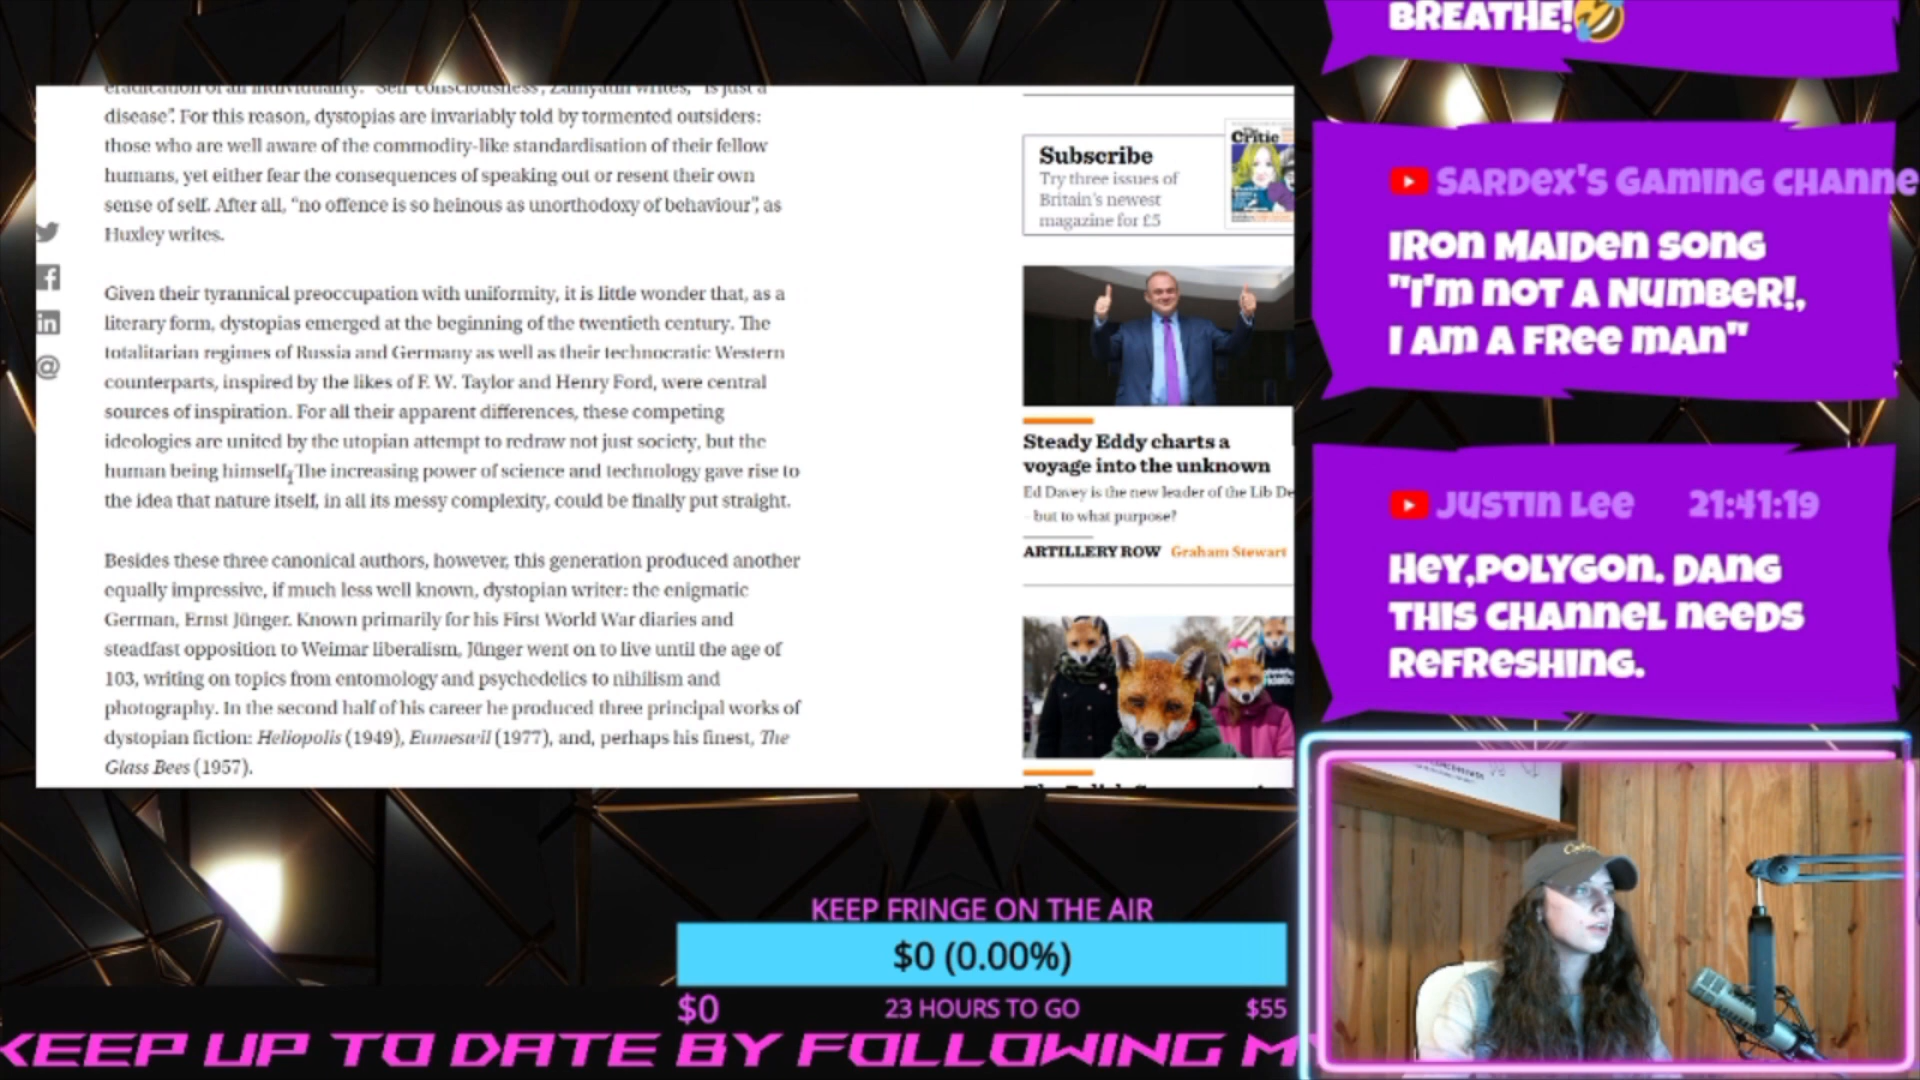 eradication of all individuality. "Self-consciousness", Zamyatin writes, "is just a
disease". For this reason, dystopias are invariably told by tormented outsiders:
those who are well aware of the commodity-like standardisation of their fellow
humans, yet either fear the consequences of speaking out or resent their own
sense of self. After all, "no offence is so heinous as unorthodoxy of behaviour", as
Huxley writes.
Given their tyrannical preoccupation with uniformity, it is little wonder that, as a
literary form, dystopias emerged at the beginning of the twentieth century. The
totalitarian regimes of Russia and Germany as well as their technocratic Western
counterparts, inspired by the likes of F. W. Taylor and Henry Ford, were central
sources of inspiration. For all their apparent differences, these competing
ideologies are united by the utopian attempt to redraw not just society, but the
human being himself. The increasing power of science and technology gave rise to
the idea that nature itself, in all its messy complexity, could be finally put straight.
Besides these three canonical authors, however, this generation produced another
equally impressive, if much less well known, dystopian writer: the enigmatic
German, Ernst Jünger. Known primarily for his First World War diaries and
steadfast opposition to Weimar liberalism, Jünger went on to live until the age of
103, writing on topics from entomology and psychedelics to nihilism and
photography. In the second half of his career he produced three principal works of
dystopian fiction: Heliopolis (1949), Eumeswil (1977), and, perhaps his finest, The
Glass Bees (1957).
Subscribe
Try three issues of
Britain's newest
magazine for £5
Critic
Steady Eddy charts a
voyage into the unknown
Ed Davey is the new leader of the Lib De
– but to what purpose?
ARTILLERY ROW Graham Stewart
BREATHE!🤣
SARDEX'S GAMING CHANNE
IRON MAIDEN SONG
"I'M NOT A NUMBER!,
I AM A FREE MAN"
JUSTIN LEE 21:41:19
HEY,POLYGON. DANG
THIS CHANNEL NEEDS
REFRESHING.
KEEP FRINGE ON THE AIR
$0 (0.00%)
$0 23 HOURS TO GO $55
KEEP UP TO DATE BY FOLLOWING MY